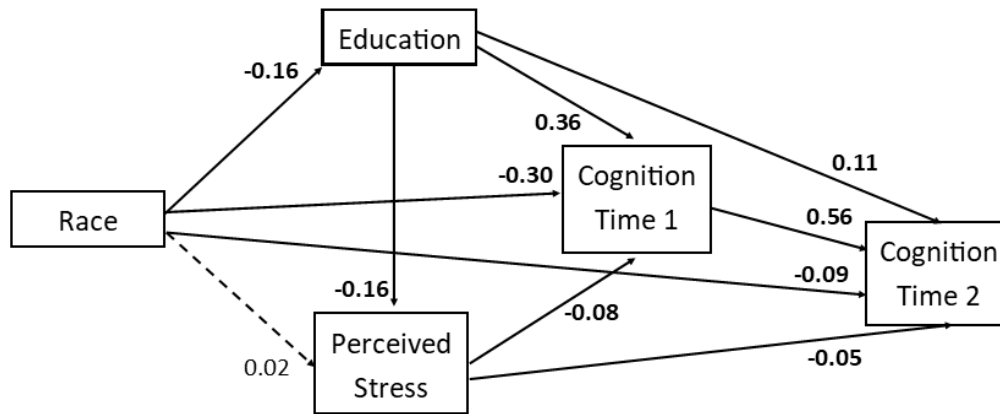 Education
-0.16
0.36
0.11
-0.30
Cognition
Time 1
Race
0.56
Cognition
Time 2
-0.09
-0.16
-0.08
Perceived
Stress
0.02
-0.05